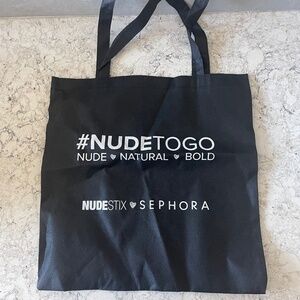 #NUDETOGO
NUDE ♥ NATURAL ♥ BOLD
NUDESTIX ♥ SEPHORA